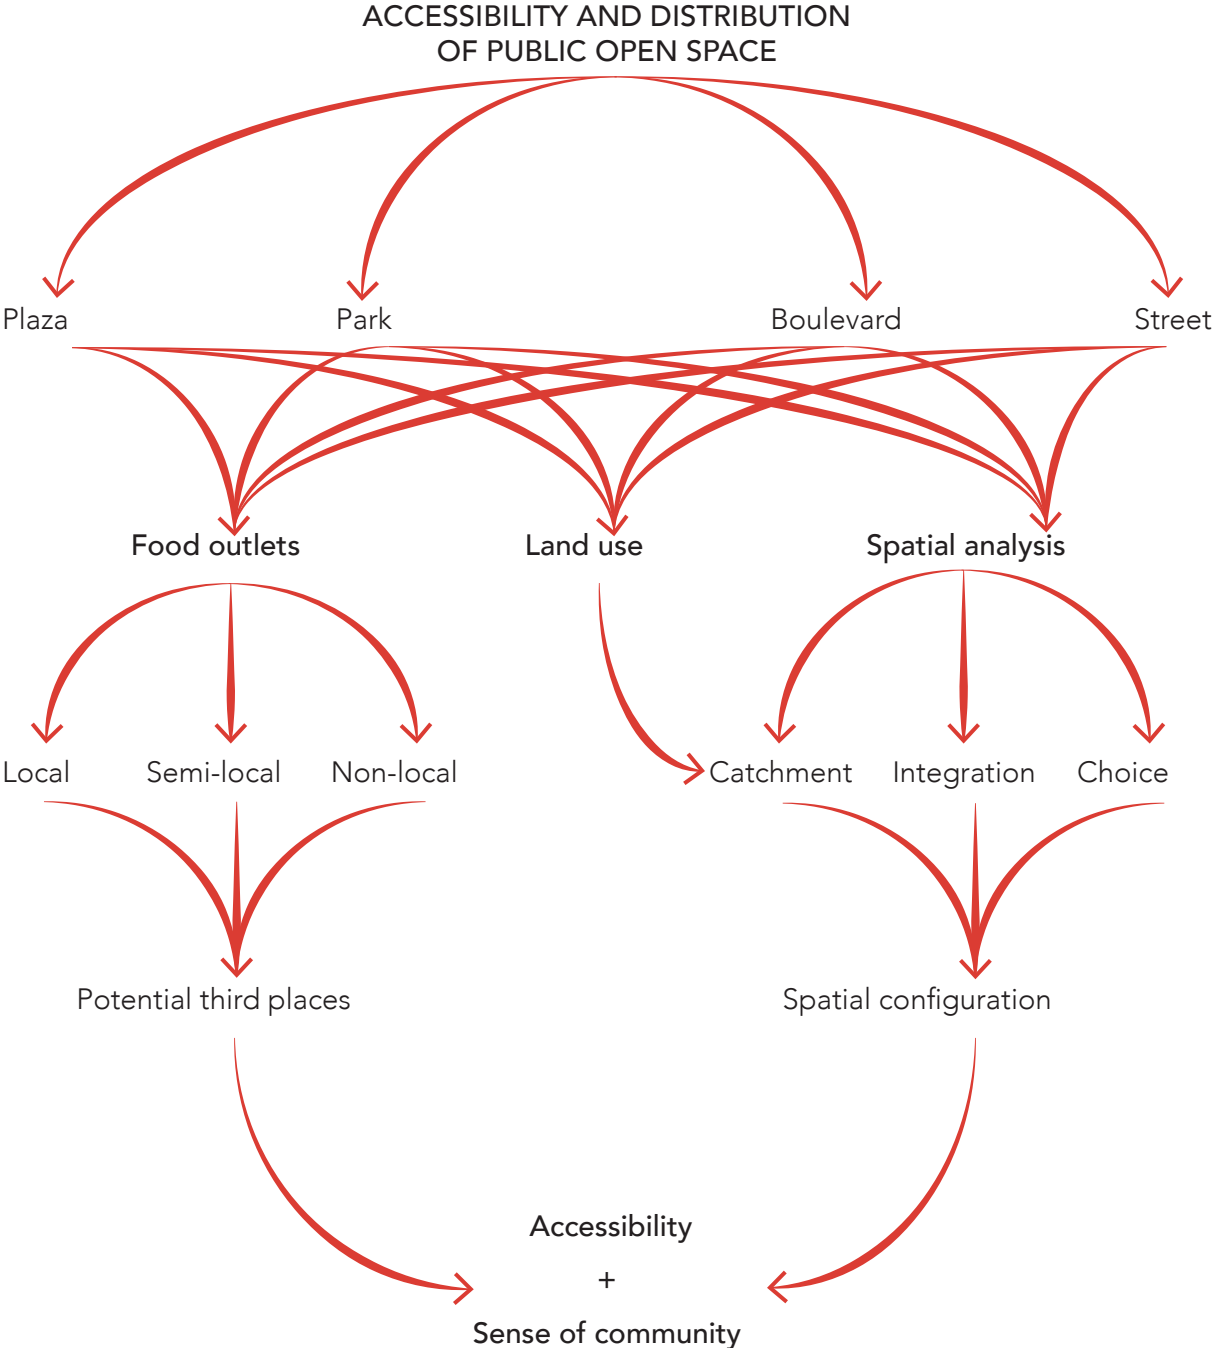 ACCESSIBILITY AND DISTRIBUTION
OF PUBLIC OPEN SPACE
Plaza
Park
Boulevard
Street
Food outlets
Land use
Spatial analysis
Local
Semi-local
Non-local
Catchment
Integration
Choice
Potential third places
Spatial configuration
Accessibility
+
Sense of community